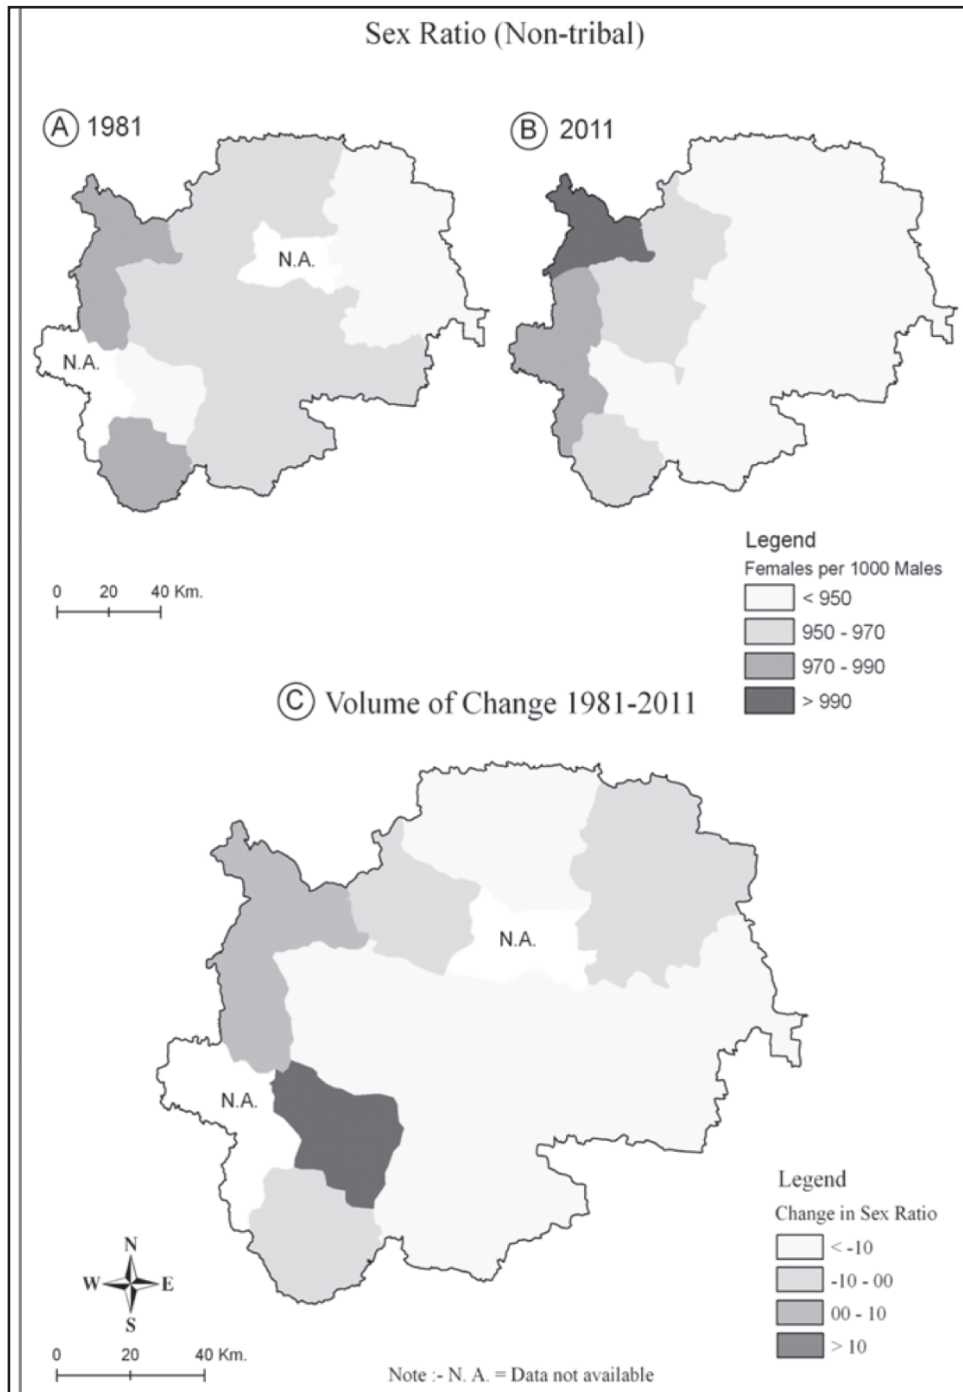 Sex Ratio (Non-tribal)
A 1981
B 2011
N.A.
N.A.
0 20 40 Km.
Legend
Females per 1000 Males
< 950
950 - 970
970 - 990
> 990
C Volume of Change 1981-2011
N.A.
N.A.
N
W E
S
0 20 40 Km.
Legend
Change in Sex Ratio
< -10
-10 - 00
00 - 10
> 10
Note :- N. A. = Data not available